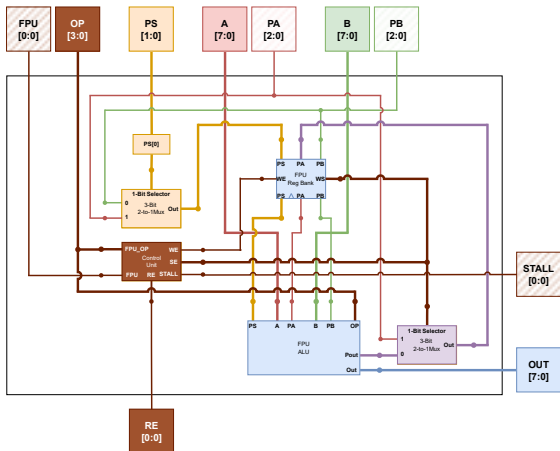 FPU
[0:0]
OP
[3:0]
PS
[1:0]
A
[7:0]
PA
[2:0]
B
[7:0]
PB
[2:0]
PS[0]
PS PA PB
WE FPU WS
Reg Bank
PS PA PB
1-Bit Selector
0 3-Bit
2-to-1Mux Out
1
FPU_OP WE
Control
Unit SE
FPU RE STALL
STALL
[0:0]
PS A PA B PB OP
FPU
ALU
Pout
Out
1-Bit Selector
1 3-Bit
2-to-1Mux Out
0
OUT
[7:0]
RE
[0:0]